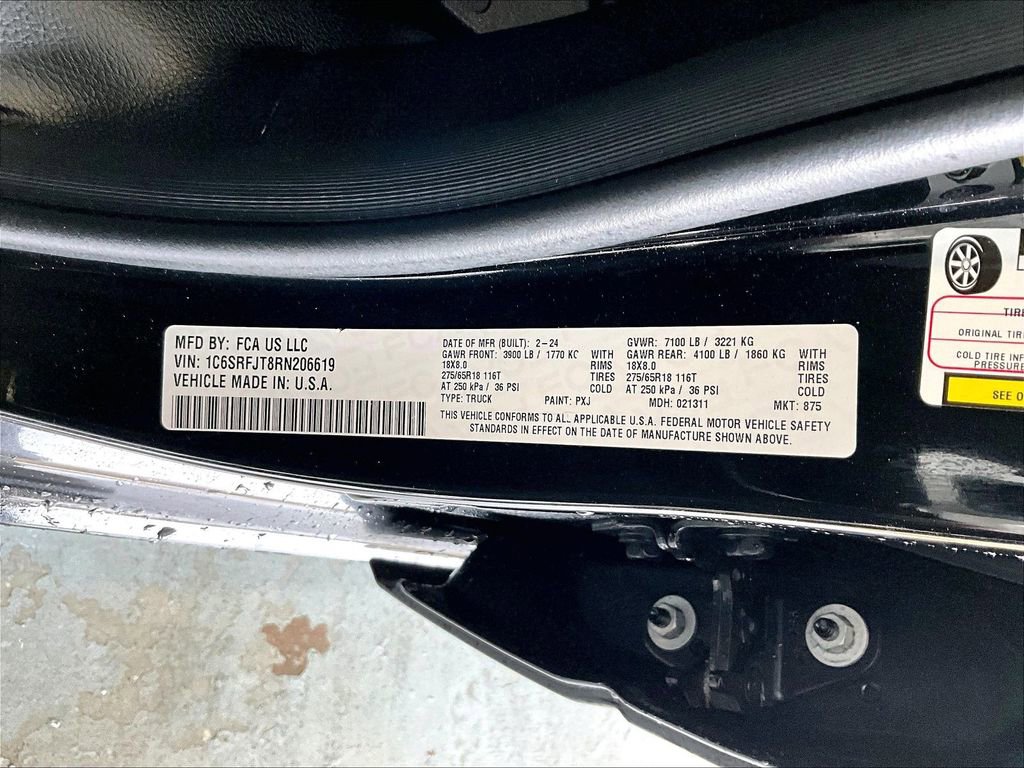 MFD BY: FCA US LLC
VIN: 1C6SRFJT8RN206619
VEHICLE MADE IN: U.S.A.
DATE OF MFR (BUILT): 2-24
GAWR FRONT: 3900 LB / 1770 KG WITH
18X8.0 RIMS
275/65R18 116T TIRES
AT 250 kPa / 36 PSI COLD
TYPE: TRUCK PAINT: PXJ
GVWR: 7100 LB / 3221 KG
GAWR REAR: 4100 LB / 1860 KG WITH
18X8.0 RIMS
275/65R18 116T TIRES
AT 250 kPa / 36 PSI COLD
MDH: 021311 MKT: 875
THIS VEHICLE CONFORMS TO ALL APPLICABLE U.S.A. FEDERAL MOTOR VEHICLE SAFETY
STANDARDS IN EFFECT ON THE DATE OF MANUFACTURE SHOWN ABOVE.
TIRE
ORIGINAL TIR
COLD TIRE INF
PRESSURE
SEE O